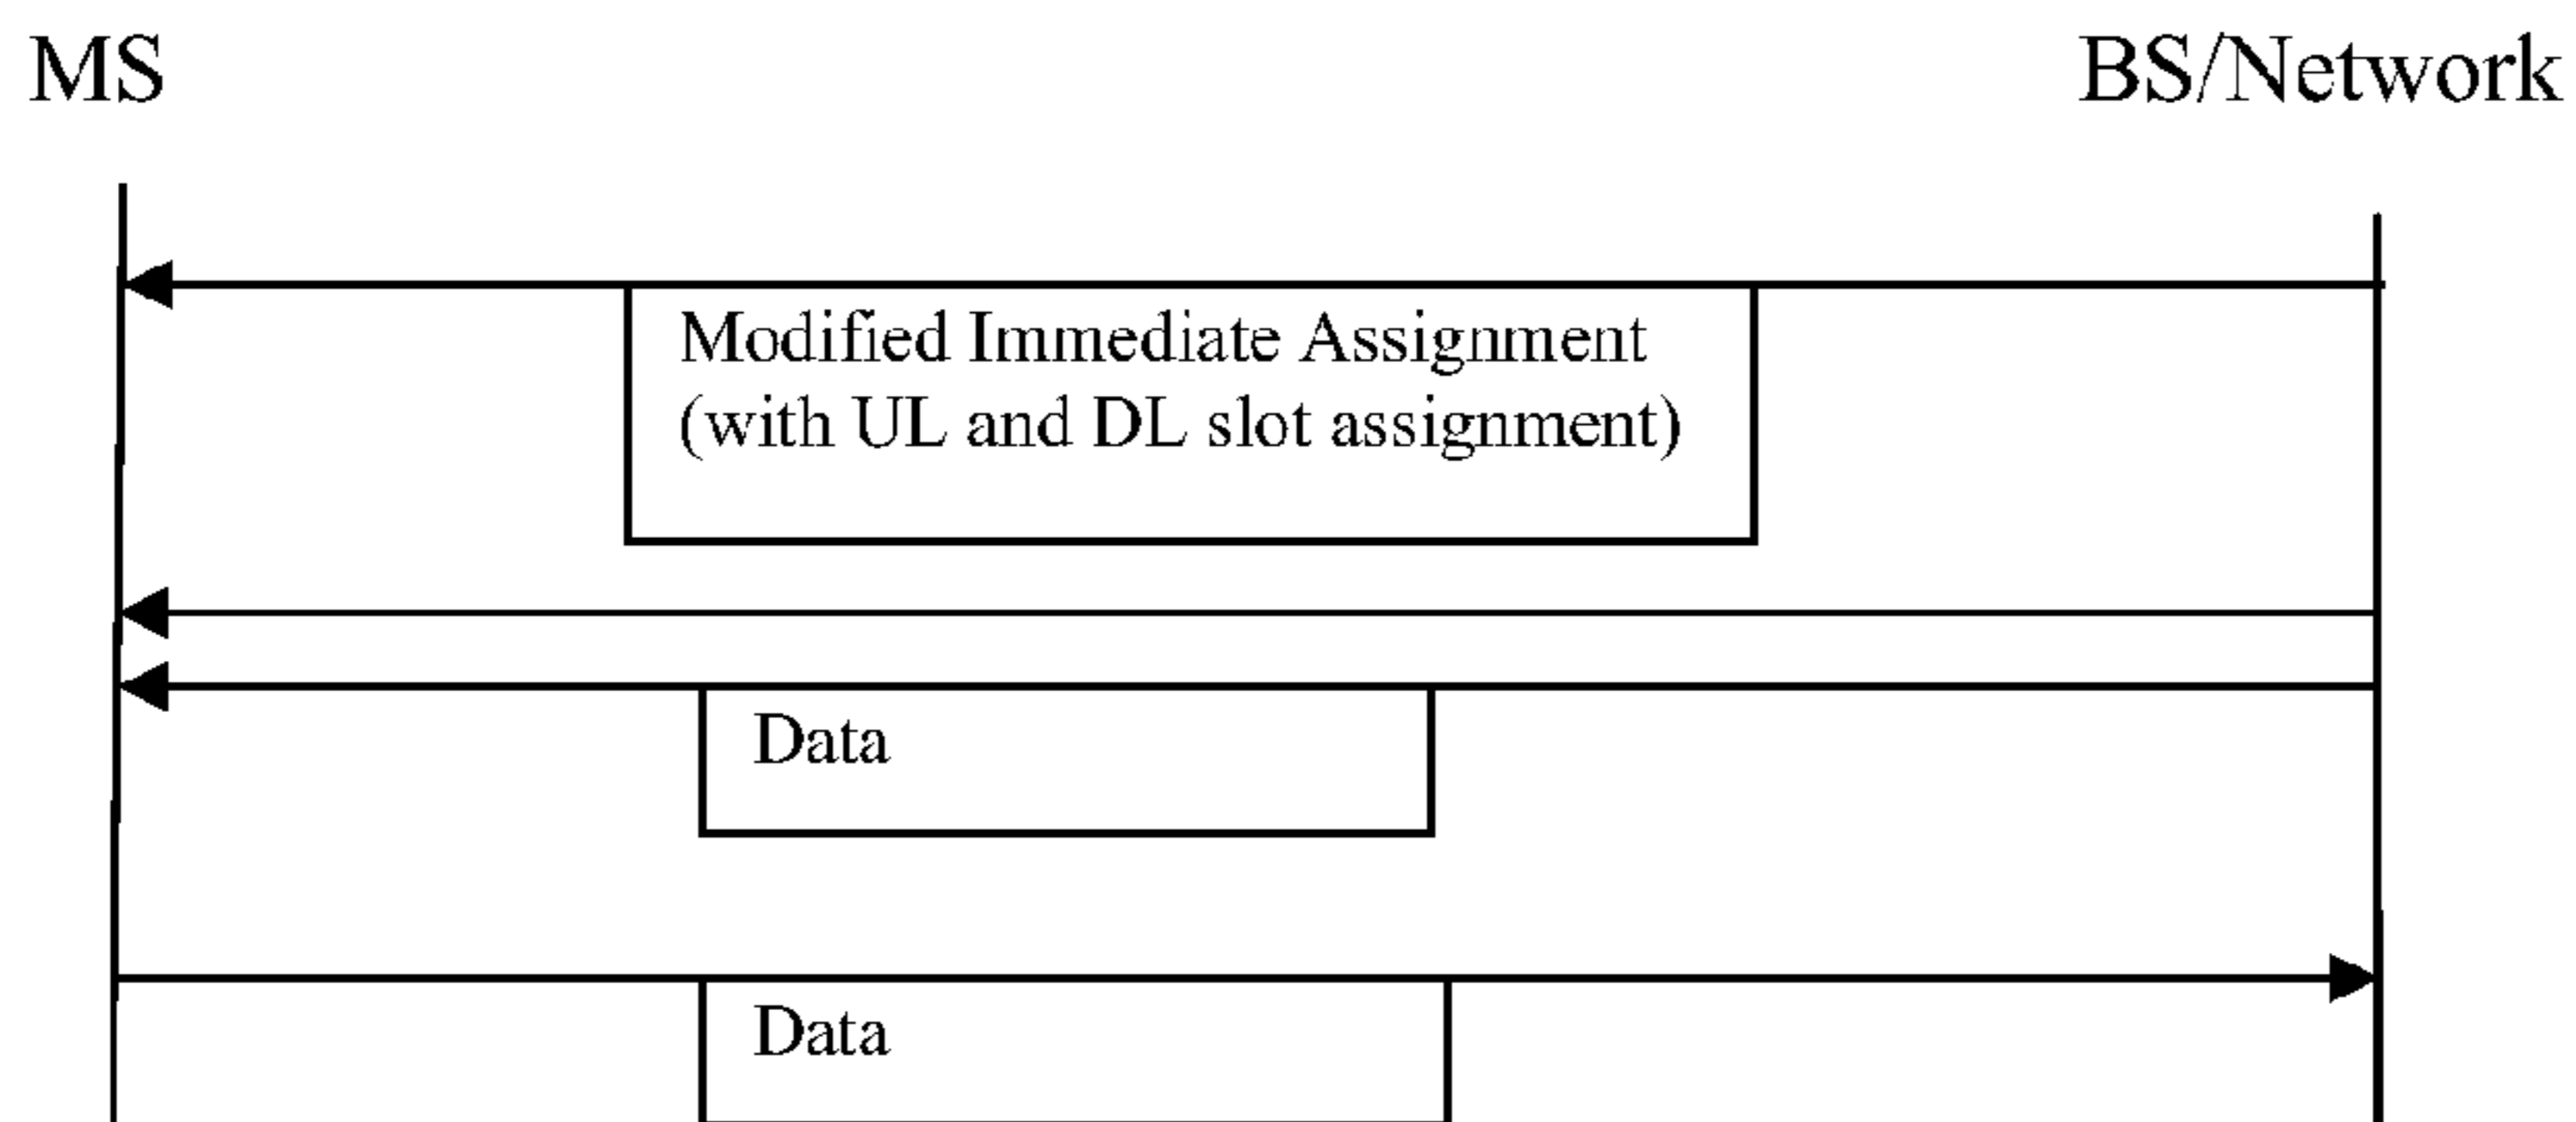 MS
BS/Network
Modified Immediate Assignment
(with UL and DL slot assignment)
Data
Data